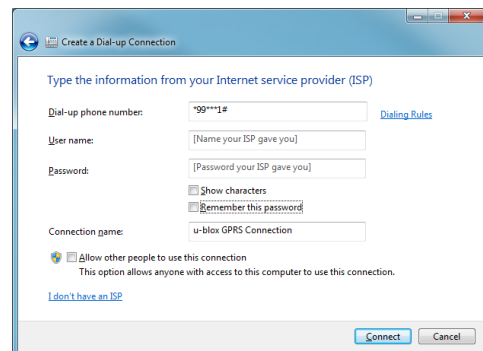 Create a Dial-up Connection
Type the information from your Internet service provider (ISP)
Dial-up phone number: *99***1# Dialing Rules
User name: [Name your ISP gave you]
Password: [Password your ISP gave you]
Show characters
Remember this password
Connection name: u-blox GPRS Connection
Allow other people to use this connection
This option allows anyone with access to this computer to use this connection.
I don't have an ISP
Connect Cancel